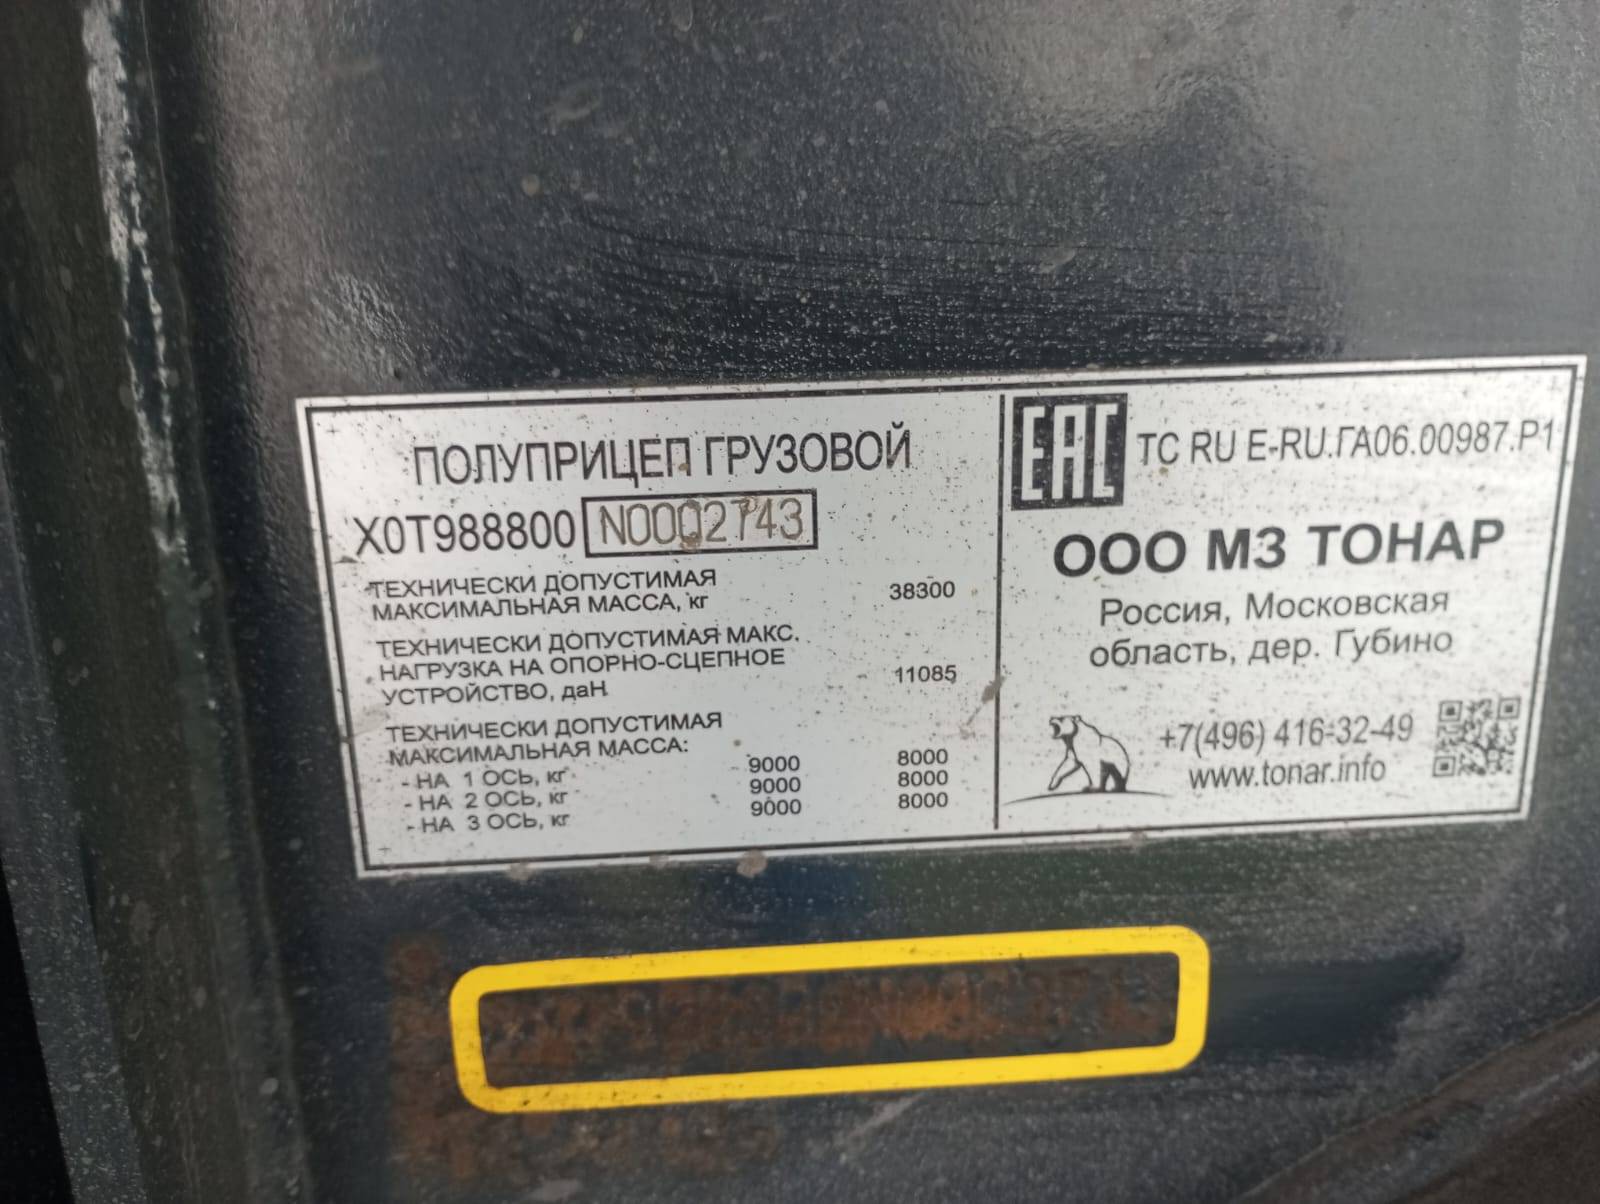 ПОЛУПРИЦЕП ГРУЗОВОЙ
X0T988800 N0002743
ТЕХНИЧЕСКИ ДОПУСТИМАЯ
МАКСИМАЛЬНАЯ МАССА, кг 38300
ТЕХНИЧЕСКИ ДОПУСТИМАЯ МАКС.
НАГРУЗКА НА ОПОРНО-СЦЕПНОЕ
УСТРОЙСТВО, даН 11085
ТЕХНИЧЕСКИ ДОПУСТИМАЯ
МАКСИМАЛЬНАЯ МАССА:
- НА 1 ОСЬ, кг 9000 8000
- НА 2 ОСЬ, кг 9000 8000
- НА 3 ОСЬ, кг 9000 8000
EAC ТС RU E-RU.ГА06.00987.Р1
ООО МЗ ТОНАР
Россия, Московская
область, дер. Губино
+7(496) 416-32-49
www.tonar.info